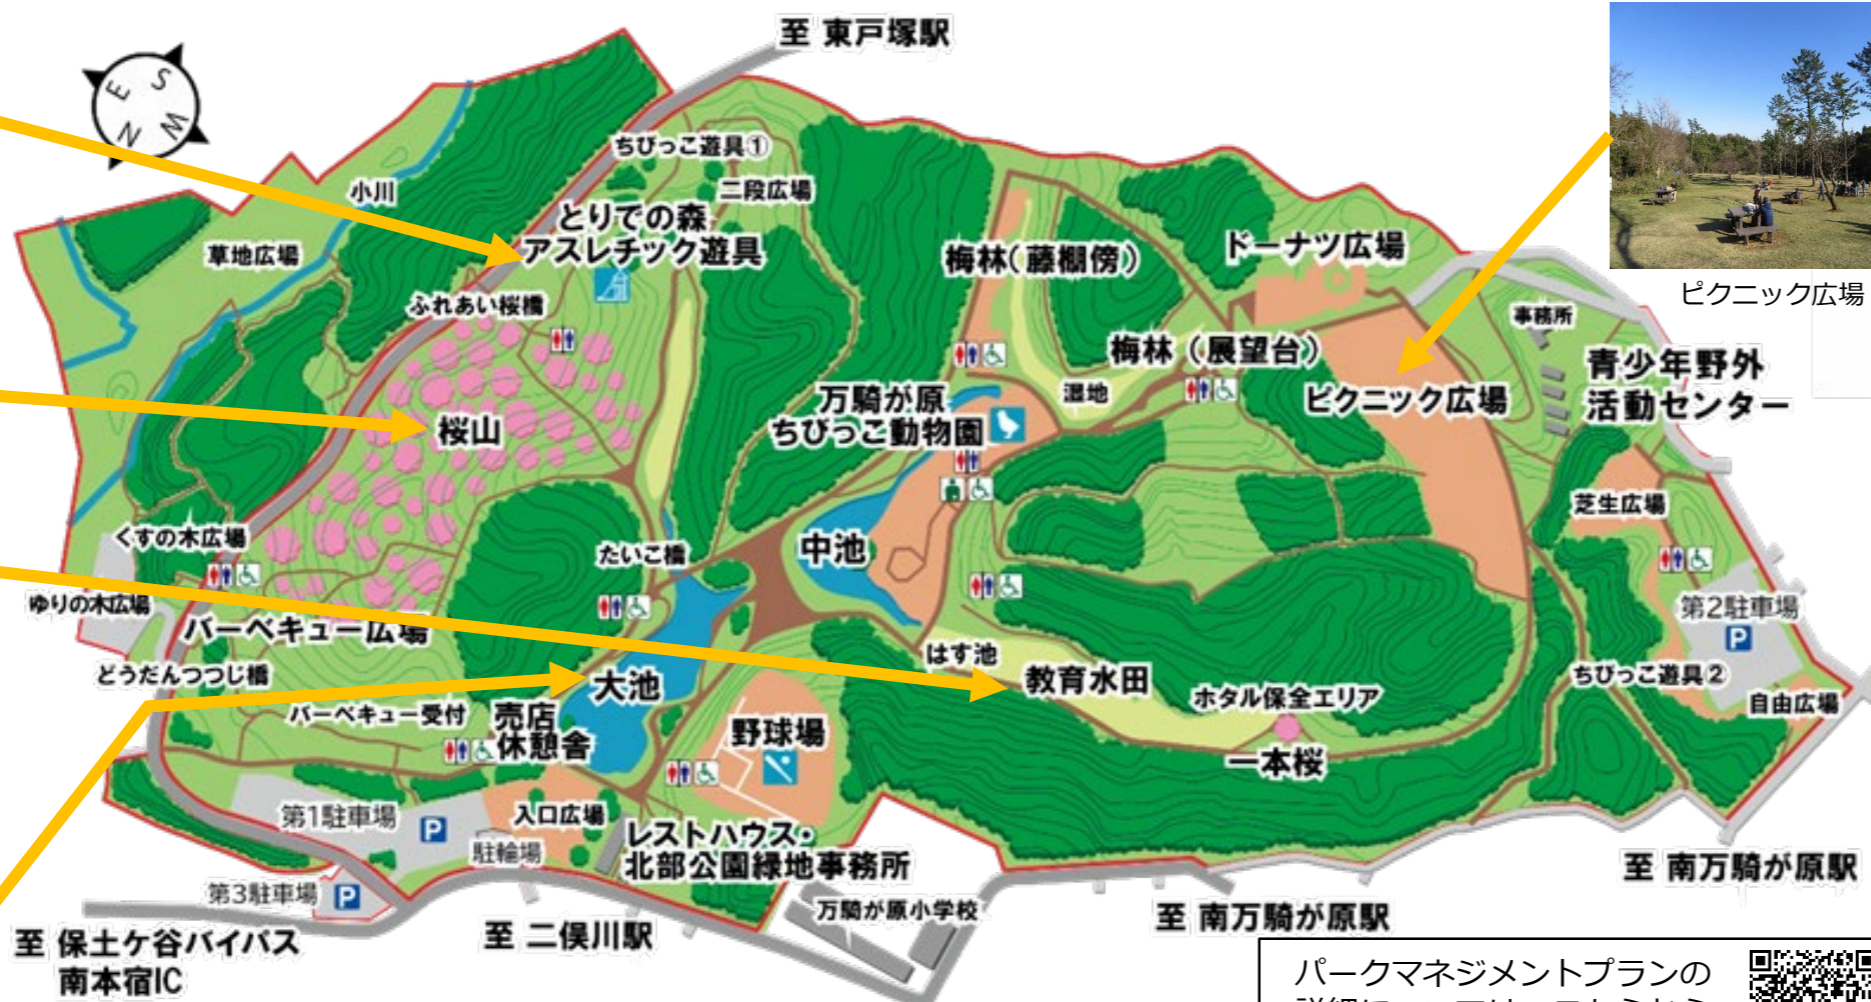 至 東戸塚駅
E
S
N
W
ちびっこ遊具①
小川
二段広場
とりでの森
アスレチック遊具
草地広場
梅林(藤棚傍)
ドーナツ広場
ピクニック広場
ふれあい桜橋
事務所
梅林（展望台）
青少年野外
活動センター
湿地
ピクニック広場
万騎が原
ちびっこ動物園
桜山
芝生広場
くすの木広場
たいこ橋
中池
ゆりの木広場
第2駐車場
P
バーベキュー広場
はす池
どうだんつつじ橋
大池
教育水田
ホタル保全エリア
ちびっこ遊具②
自由広場
バーベキュー受付
売店
休憩舎
野球場
一本桜
第1駐車場
P
入口広場
駐輪場
レストハウス・
北部公園緑地事務所
第3駐車場
P
至 南万騎が原駅
万騎が原小学校
至 南万騎が原駅
至 保土ケ谷バイパス
南本宿IC
至 二俣川駅
パークマネジメントプランの